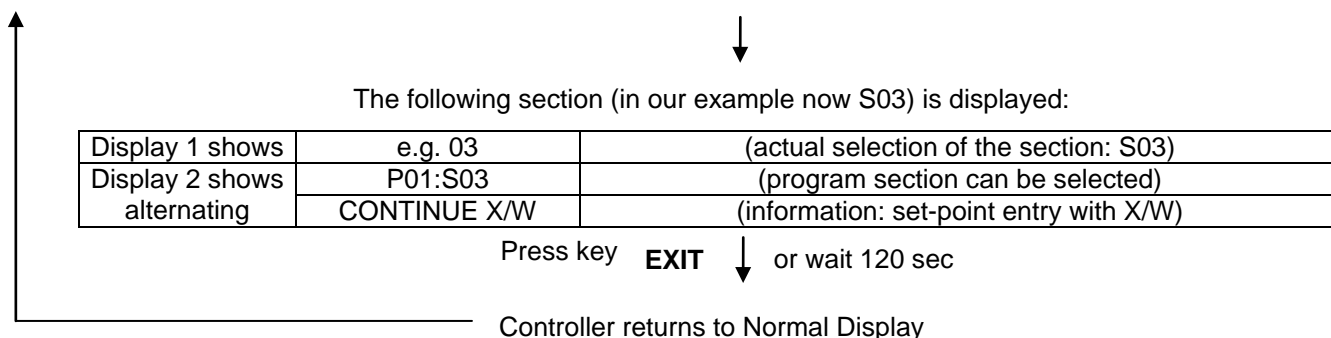 The following section (in our example now S03) is displayed:
Display 1 shows e.g. 03 (actual selection of the section: S03)
Display 2 shows alternating P01:S03 (program section can be selected)
CONTINUE X/W (information: set-point entry with X/W)
Press key EXIT or wait 120 sec
Controller returns to Normal Display